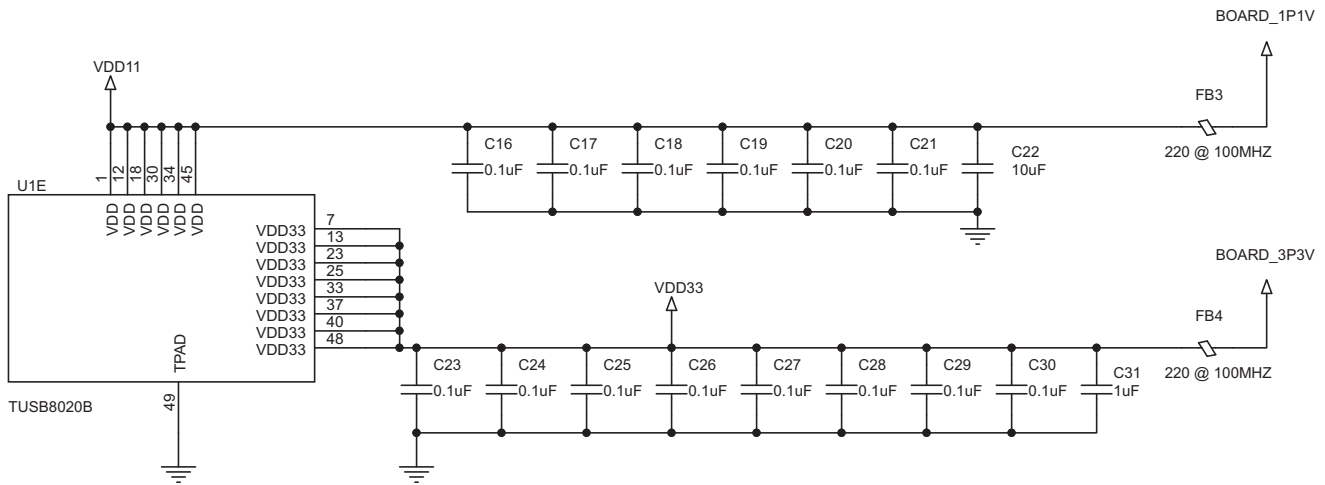 BOARD_1P1V
VDD11
FB3
C16
C17
C18
C19
C20
C21
C22
0.1uF
0.1uF
0.1uF
0.1uF
0.1uF
0.1uF
10uF
220 @ 100MHZ
1
12
18
30
34
45
U1E
VDD
VDD
VDD
VDD
VDD
VDD
VDD33 7
VDD33 13
VDD33 23
VDD33 25
VDD33 33
VDD33 37
VDD33 40
VDD33 48
TPAD
49
TUSB8020B
BOARD_3P3V
VDD33
FB4
C23
C24
C25
C26
C27
C28
C29
C30
C31
0.1uF
0.1uF
0.1uF
0.1uF
0.1uF
0.1uF
0.1uF
0.1uF
1uF
220 @ 100MHZ